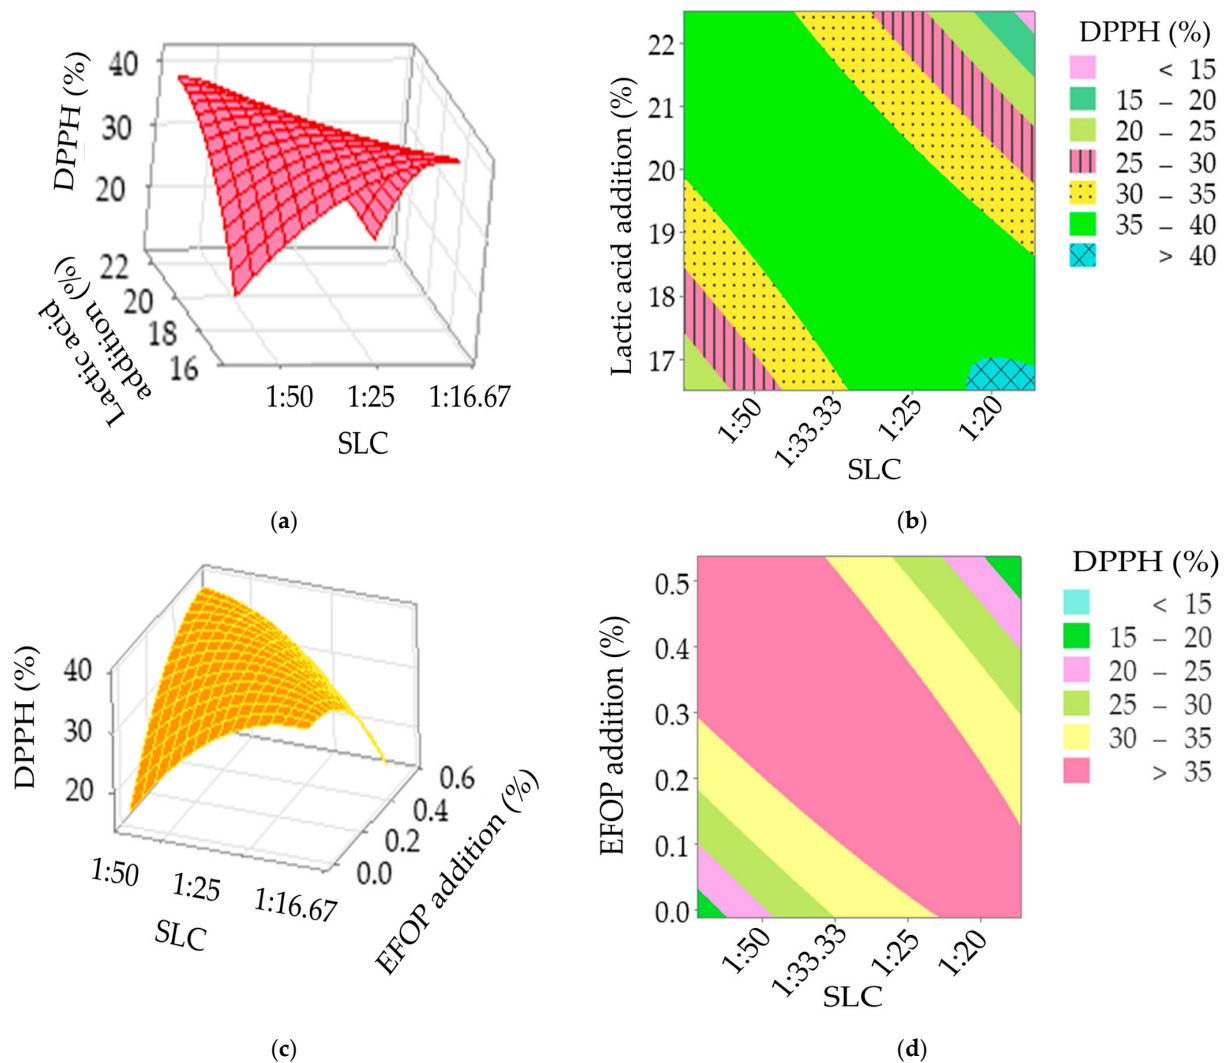 DPPH (%)
40
30
20
22
20
18
16
Lactic acid
addition (%)
1:50
1:25
1:16.67
SLC
(a)
Lactic acid addition (%)
22
21
20
19
18
17
1:50
1:33.33
1:25
1:20
SLC
DPPH (%)
< 15
15 – 20
20 – 25
25 – 30
30 – 35
35 – 40
> 40
(b)
DPPH (%)
40
30
20
1:50
1:25
1:16.67
SLC
0.6
0.4
0.2
0.0
EFOP addition (%)
(c)
EFOP addition (%)
0.5
0.4
0.3
0.2
0.1
0.0
1:50
1:33.33
1:25
1:20
SLC
DPPH (%)
< 15
15 – 20
20 – 25
25 – 30
30 – 35
> 35
(d)